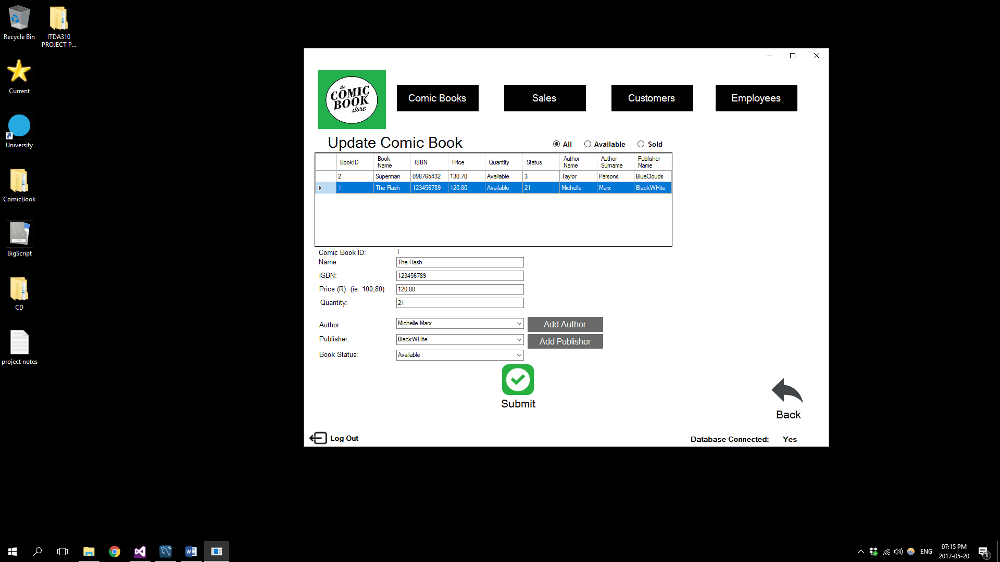 Recycle Bin
ITDA310
PROJECT P...
Current
University
ComicBook
BigScript
CD
project notes
the
COMIC
BOOK
store
Comic Books
Sales
Customers
Employees
Update Comic Book
All
Available
Sold
BookID Book Name ISBN Price Quantity Status Author Name Author Surname Publisher Name
2 Superman 098765432 130,70 Available 3 Taylor Parsons BlueClouds
1 The Flash 123456789 120,80 Available 21 Michelle Marx BlackWHite
Comic Book ID: 1
Name: The Flash
ISBN: 123456789
Price (R): (ie. 100,80) 120,80
Quantity: 21
Author Michelle Marx Add Author
Publisher: BlackWHite Add Publisher
Book Status: Available
Submit
Back
Log Out
Database Connected: Yes
ENG
07:15 PM
2017-05-20
1